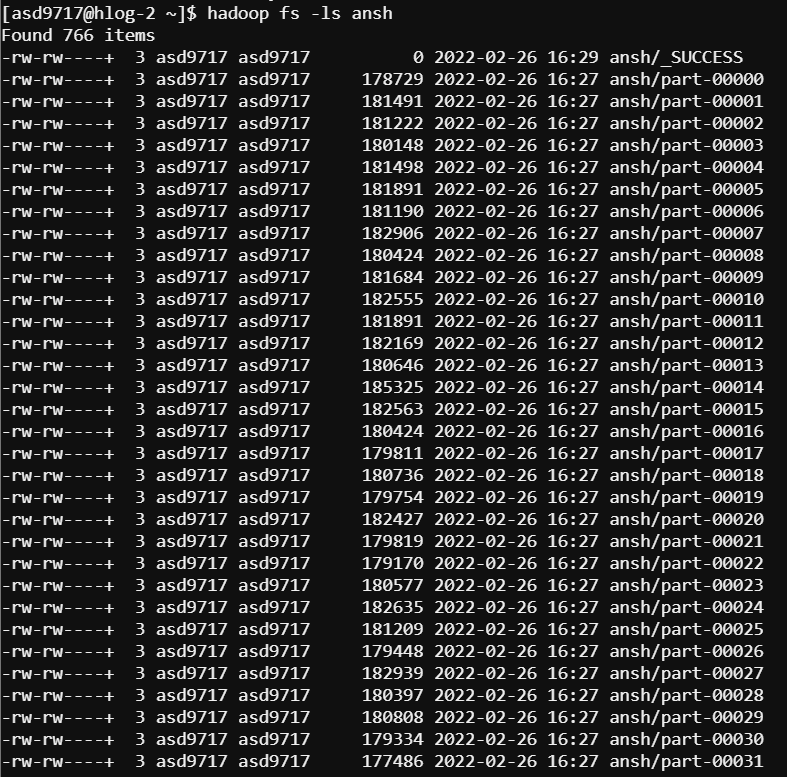 [asd9717@hlog-2 ~]$ hadoop fs -ls ansh
Found 766 items
-rw-rw----+  3 asd9717 asd9717          0 2022-02-26 16:29 ansh/_SUCCESS
-rw-rw----+  3 asd9717 asd9717     178729 2022-02-26 16:27 ansh/part-00000
-rw-rw----+  3 asd9717 asd9717     181491 2022-02-26 16:27 ansh/part-00001
-rw-rw----+  3 asd9717 asd9717     181222 2022-02-26 16:27 ansh/part-00002
-rw-rw----+  3 asd9717 asd9717     180148 2022-02-26 16:27 ansh/part-00003
-rw-rw----+  3 asd9717 asd9717     181498 2022-02-26 16:27 ansh/part-00004
-rw-rw----+  3 asd9717 asd9717     181891 2022-02-26 16:27 ansh/part-00005
-rw-rw----+  3 asd9717 asd9717     181190 2022-02-26 16:27 ansh/part-00006
-rw-rw----+  3 asd9717 asd9717     182906 2022-02-26 16:27 ansh/part-00007
-rw-rw----+  3 asd9717 asd9717     180424 2022-02-26 16:27 ansh/part-00008
-rw-rw----+  3 asd9717 asd9717     181684 2022-02-26 16:27 ansh/part-00009
-rw-rw----+  3 asd9717 asd9717     182555 2022-02-26 16:27 ansh/part-00010
-rw-rw----+  3 asd9717 asd9717     181891 2022-02-26 16:27 ansh/part-00011
-rw-rw----+  3 asd9717 asd9717     182169 2022-02-26 16:27 ansh/part-00012
-rw-rw----+  3 asd9717 asd9717     180646 2022-02-26 16:27 ansh/part-00013
-rw-rw----+  3 asd9717 asd9717     185325 2022-02-26 16:27 ansh/part-00014
-rw-rw----+  3 asd9717 asd9717     182563 2022-02-26 16:27 ansh/part-00015
-rw-rw----+  3 asd9717 asd9717     180424 2022-02-26 16:27 ansh/part-00016
-rw-rw----+  3 asd9717 asd9717     179811 2022-02-26 16:27 ansh/part-00017
-rw-rw----+  3 asd9717 asd9717     180736 2022-02-26 16:27 ansh/part-00018
-rw-rw----+  3 asd9717 asd9717     179754 2022-02-26 16:27 ansh/part-00019
-rw-rw----+  3 asd9717 asd9717     182427 2022-02-26 16:27 ansh/part-00020
-rw-rw----+  3 asd9717 asd9717     179819 2022-02-26 16:27 ansh/part-00021
-rw-rw----+  3 asd9717 asd9717     179170 2022-02-26 16:27 ansh/part-00022
-rw-rw----+  3 asd9717 asd9717     180577 2022-02-26 16:27 ansh/part-00023
-rw-rw----+  3 asd9717 asd9717     182635 2022-02-26 16:27 ansh/part-00024
-rw-rw----+  3 asd9717 asd9717     181209 2022-02-26 16:27 ansh/part-00025
-rw-rw----+  3 asd9717 asd9717     179448 2022-02-26 16:27 ansh/part-00026
-rw-rw----+  3 asd9717 asd9717     182939 2022-02-26 16:27 ansh/part-00027
-rw-rw----+  3 asd9717 asd9717     180397 2022-02-26 16:27 ansh/part-00028
-rw-rw----+  3 asd9717 asd9717     180808 2022-02-26 16:27 ansh/part-00029
-rw-rw----+  3 asd9717 asd9717     179334 2022-02-26 16:27 ansh/part-00030
-rw-rw----+  3 asd9717 asd9717     177486 2022-02-26 16:27 ansh/part-00031